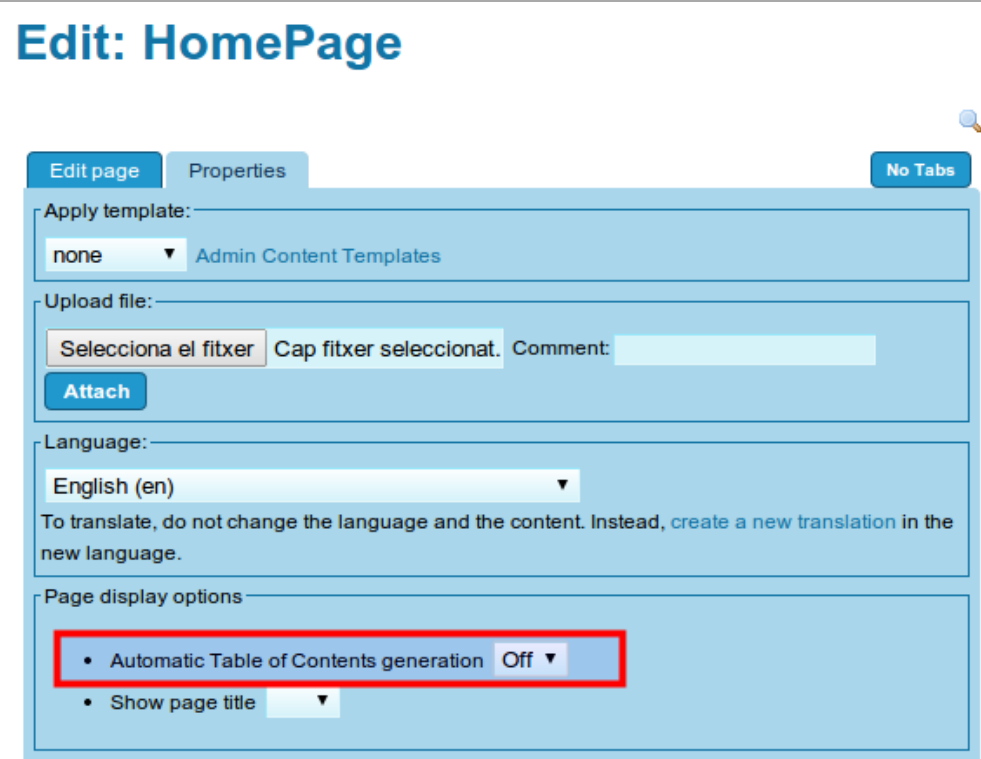 Edit: HomePage
Edit page Properties No Tabs
Apply template:
none Admin Content Templates
Upload file:
Selecciona el fitxer Cap fitxer seleccionat. Comment:
Attach
Language:
English (en)
To translate, do not change the language and the content. Instead, create a new translation in the
new language.
Page display options
• Automatic Table of Contents generation Off
• Show page title